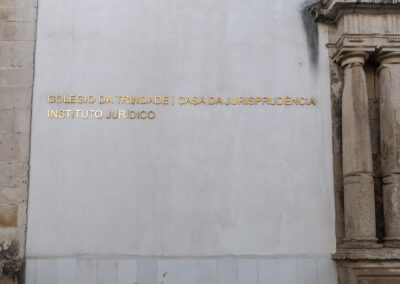 COLÉGIO DA TRINDADE | CASA DA JURISPRUDÊNCIA
INSTITUTO JURÍDICO